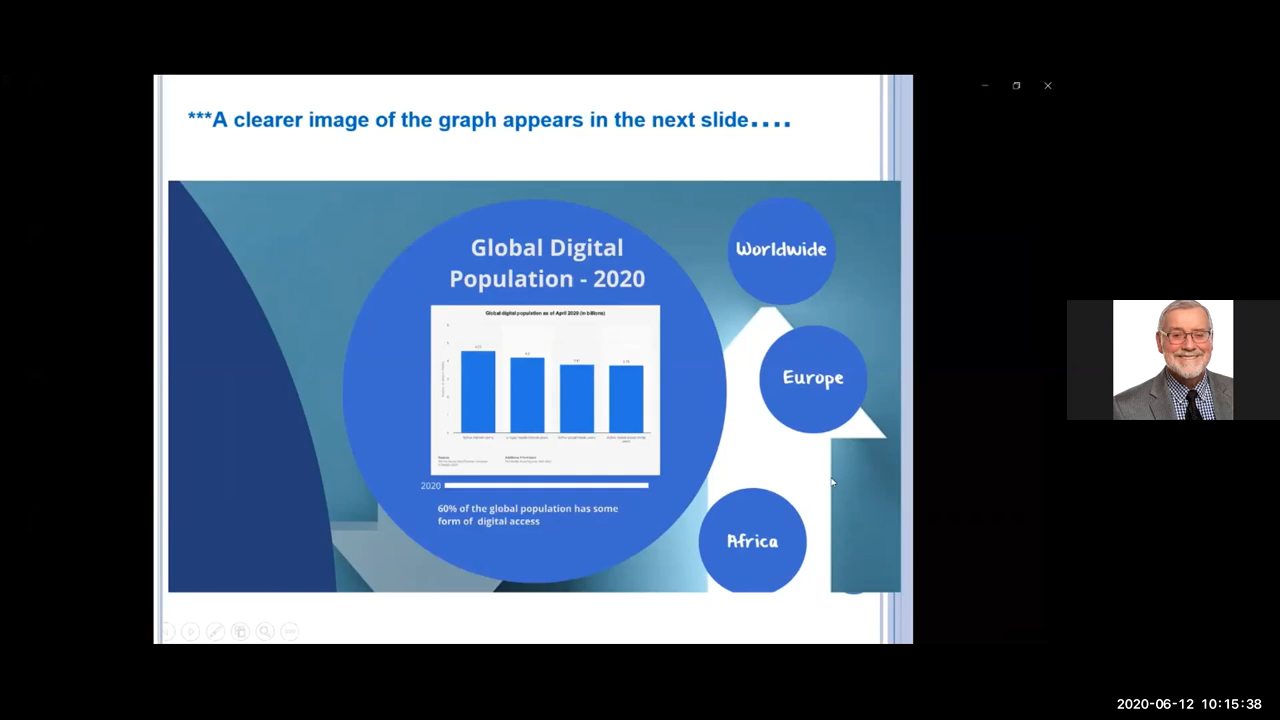 ***A clearer image of the graph appears in the next slide....
Global Digital
Population - 2020
Worldwide
Global digital population as of April 2020 (in billions)
Europe
2020
60% of the global population has some
form of digital access
Africa
2020-06-12 10:15:38